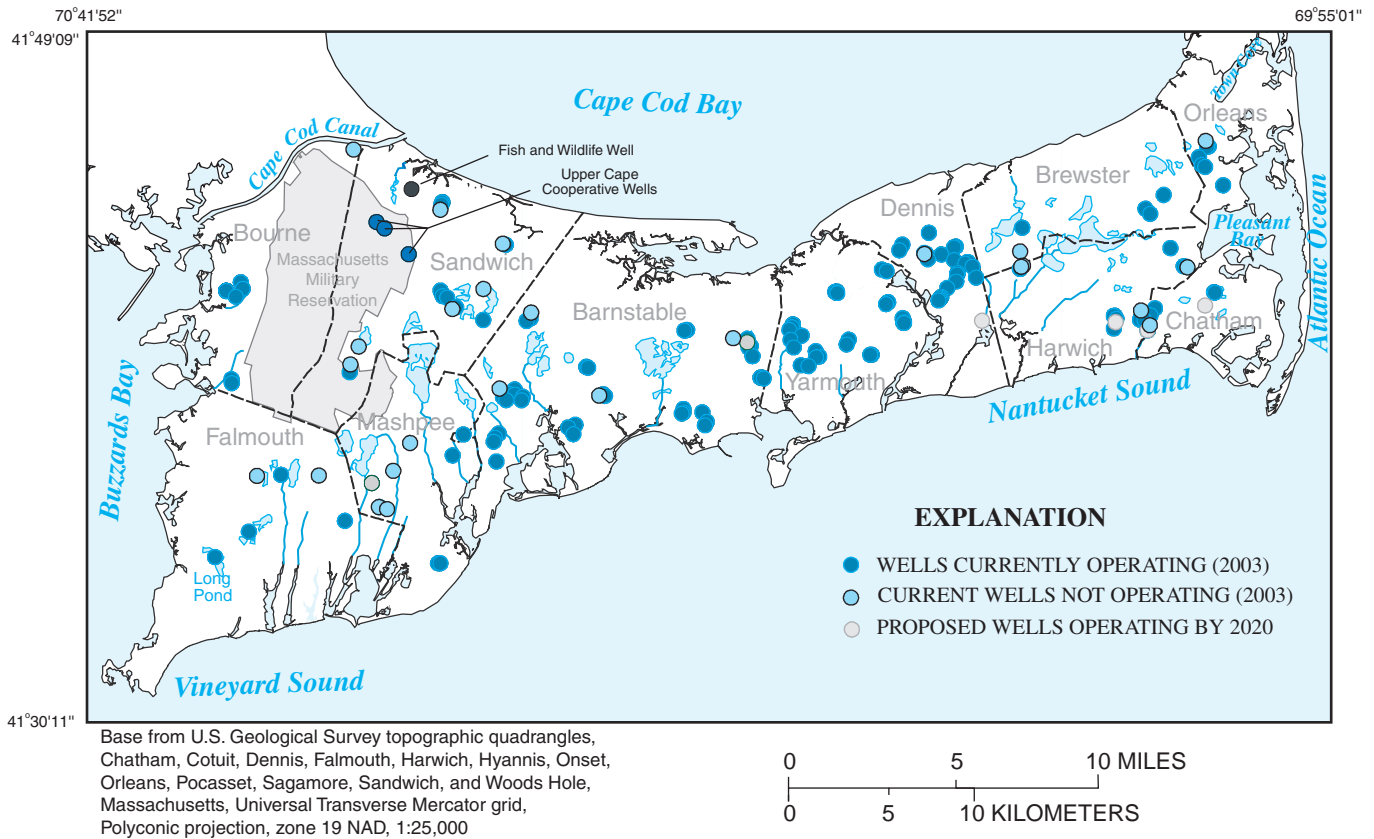 70°41'52"
69°55'01"
41°49'09"
Town Cove
Cape Cod Bay
Orleans
Cape Cod Canal
Fish and Wildlife Well
Upper Cape
Cooperative Wells
Brewster
Dennis
Pleasant
Bay
Bourne
Massachusetts
Military
Reservation
Sandwich
Atlantic Ocean
Barnstable
Chatham
Harwich
Yarmouth
Nantucket Sound
Buzzards Bay
Mashpee
Falmouth
EXPLANATION
WELLS CURRENTLY OPERATING (2003)
CURRENT WELLS NOT OPERATING (2003)
PROPOSED WELLS OPERATING BY 2020
Long
Pond
Vineyard Sound
41°30'11"
Base from U.S. Geological Survey topographic quadrangles,
Chatham, Cotuit, Dennis, Falmouth, Harwich, Hyannis, Onset,
Orleans, Pocasset, Sagamore, Sandwich, and Woods Hole,
Massachusetts, Universal Transverse Mercator grid,
Polyconic projection, zone 19 NAD, 1:25,000
0 5 10 MILES
0 5 10 KILOMETERS